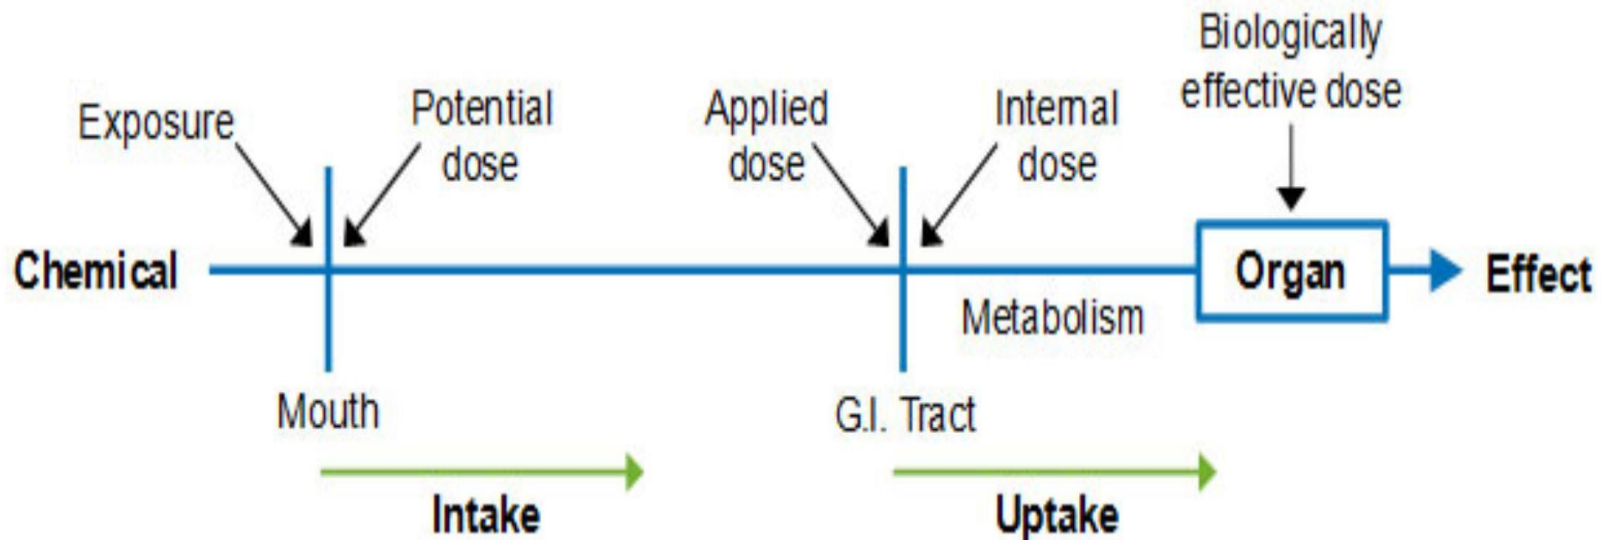 Biologically
effective dose
Exposure
Potential
dose
Applied
dose
Internal
dose
Chemical
Organ
Effect
Metabolism
Mouth
G.I. Tract
Intake
Uptake